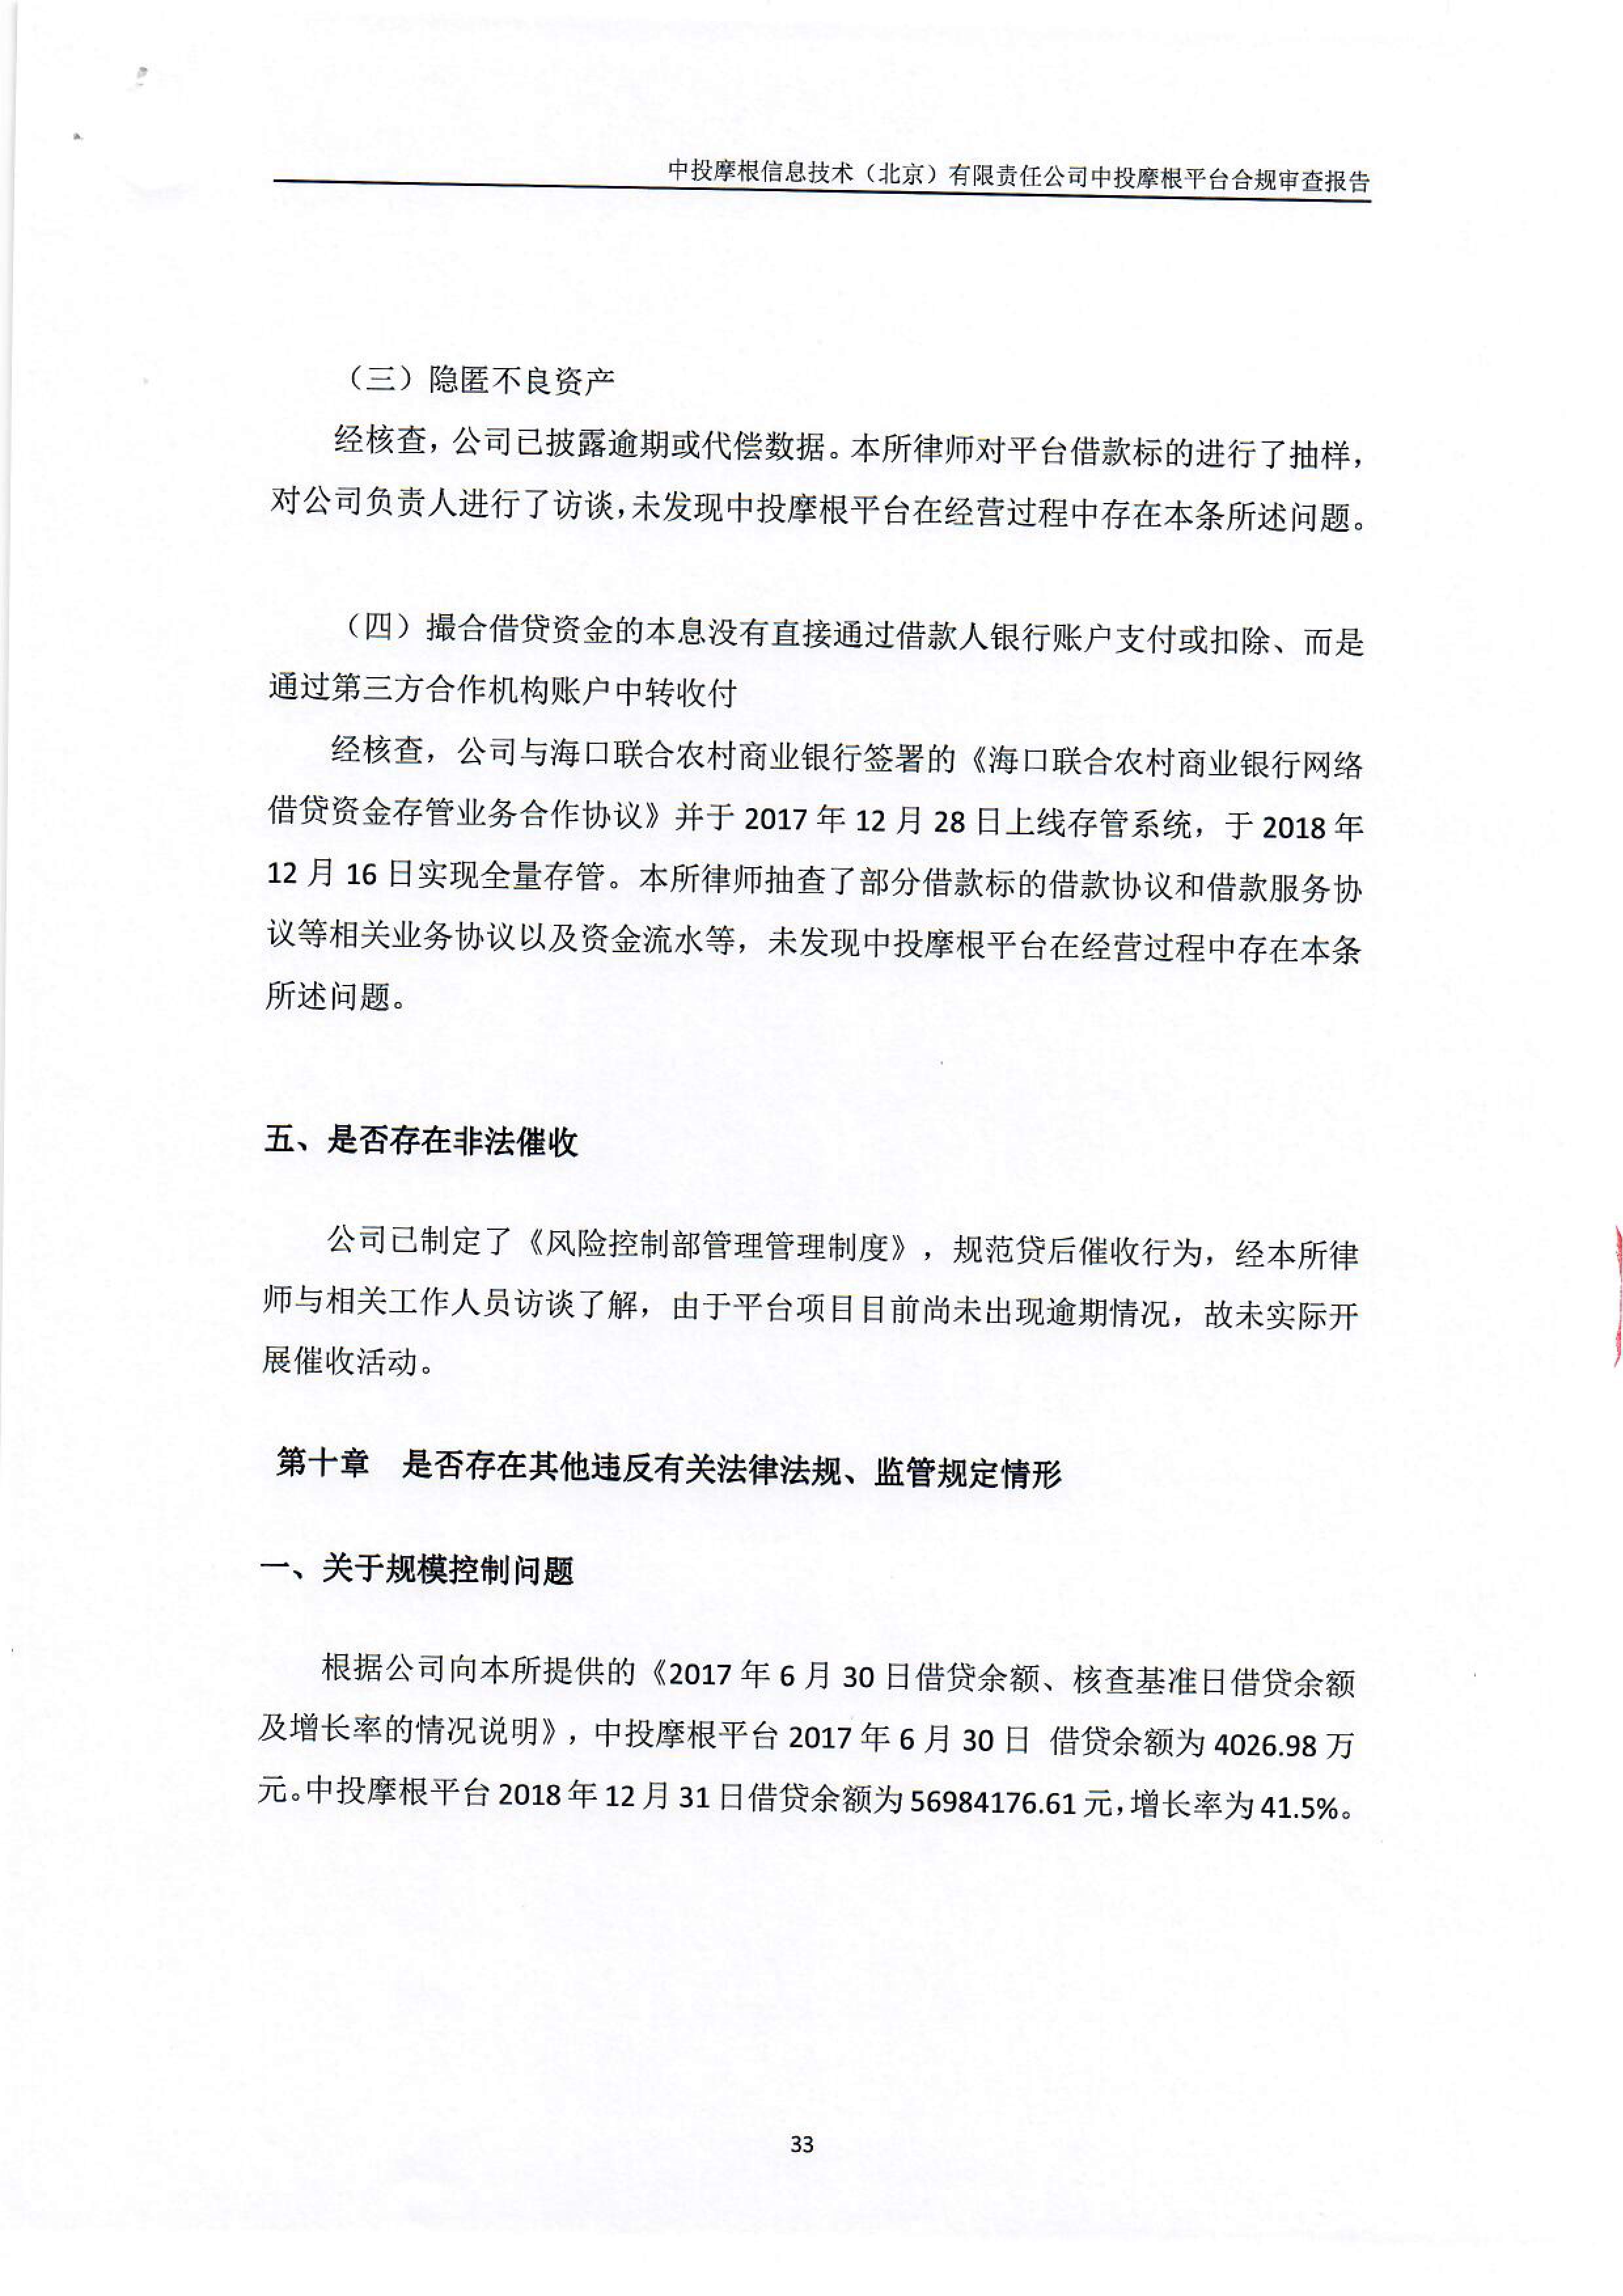 中投摩根信息技术（北京）有限责任公司中投摩根平台合规审查报告
（三）隐匿不良资产
经核查，公司已披露逾期或代偿数据。本所律师对平台借款标的进行了抽样，
对公司负责人进行了访谈，未发现中投摩根平台在经营过程中存在本条所述问题。
（四）撮合借贷资金的本息没有直接通过借款人银行账户支付或扣除、而是
通过第三方合作机构账户中转收付
经核查，公司与海口联合农村商业银行签署的《海口联合农村商业银行网络
借贷资金存管业务合作协议》并于 2017 年 12 月 28 日上线存管系统，于 2018 年
12 月 16 日实现全量存管。本所律师抽查了部分借款标的借款协议和借款服务协
议等相关业务协议以及资金流水等，未发现中投摩根平台在经营过程中存在本条
所述问题。
五、是否存在非法催收
公司已制定了《风险控制部管理管理制度》，规范贷后催收行为，经本所律
师与相关工作人员访谈了解，由于平台项目目前尚未出现逾期情况，故未实际开
展催收活动。
第十章　是否存在其他违反有关法律法规、监管规定情形
一、关于规模控制问题
根据公司向本所提供的《2017 年 6 月 30 日借贷余额、核查基准日借贷余额
及增长率的情况说明》，中投摩根平台 2017 年 6 月 30 日 借贷余额为 4026.98 万
元。中投摩根平台 2018 年 12 月 31 日借贷余额为 56984176.61 元，增长率为 41.5%。
33